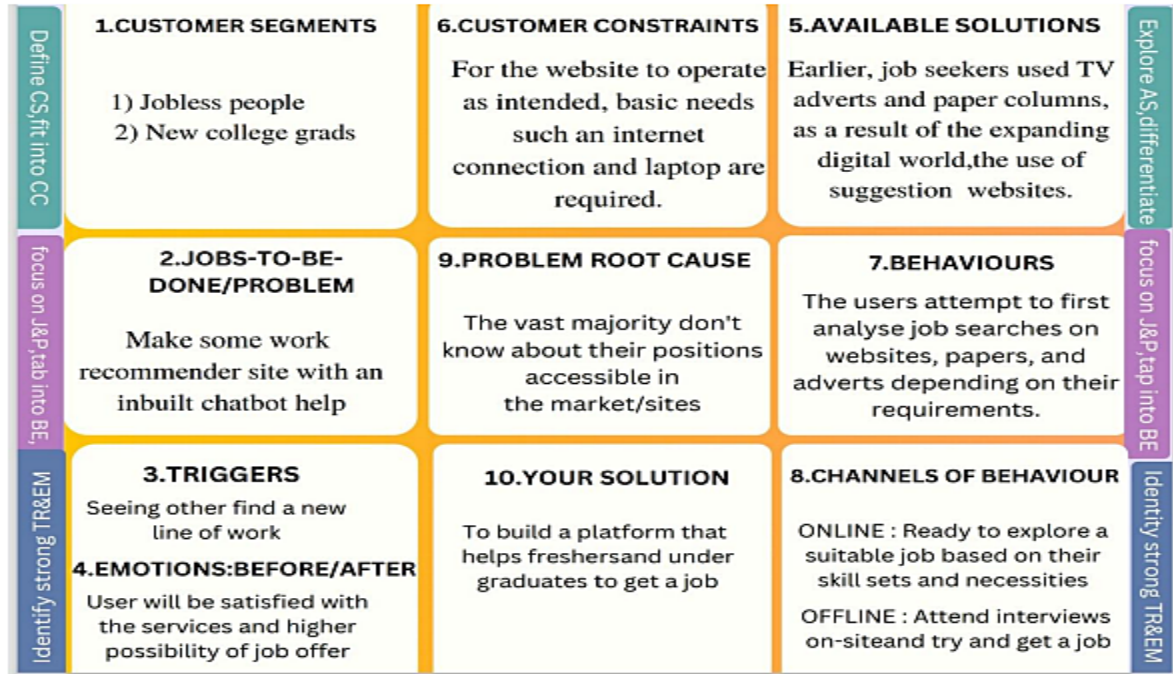 Define CS,fit into CC
1.CUSTOMER SEGMENTS
1) Jobless people
2) New college grads
6.CUSTOMER CONSTRAINTS
For the website to operate
as intended, basic needs
such an internet
connection and laptop are
required.
5.AVAILABLE SOLUTIONS
Earlier, job seekers used TV
adverts and paper columns,
as a result of the expanding
digital world,the use of
suggestion websites.
Explore AS,differentiate
focus on J&P,tab into BE,
2.JOBS-TO-BE-
DONE/PROBLEM
Make some work
recommender site with an
inbuilt chatbot help
9.PROBLEM ROOT CAUSE
The vast majority don't
know about their positions
accessible in
the market/sites
7.BEHAVIOURS
The users attempt to first
analyse job searches on
websites, papers, and
adverts depending on their
requirements.
focus on J&P,tap into BE
Identify strong TR&EM
3.TRIGGERS
Seeing other find a new
line of work
4.EMOTIONS:BEFORE/AFTER
User will be satisfied with
the services and higher
possibility of job offer
10.YOUR SOLUTION
To build a platform that
helps freshersand under
graduates to get a job
8.CHANNELS OF BEHAVIOUR
ONLINE : Ready to explore a
suitable job based on their
skill sets and necessities
OFFLINE : Attend interviews
on-siteand try and get a job
Identity strong TR&EM